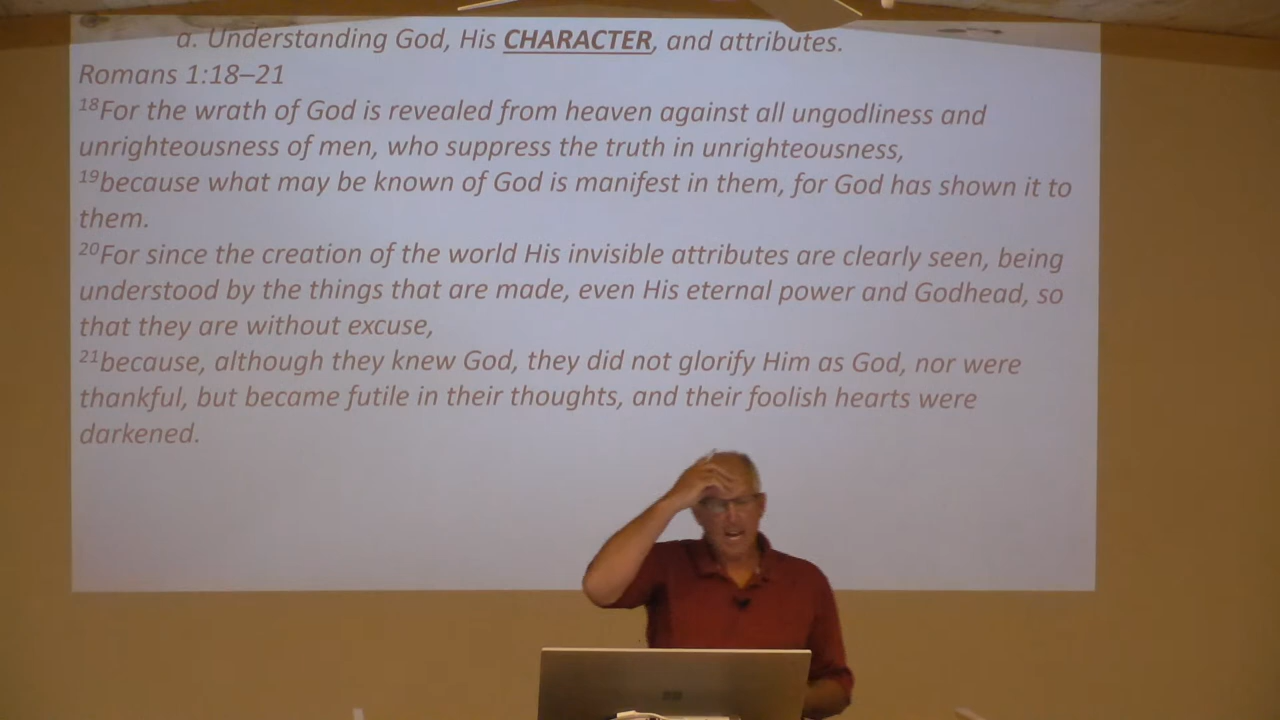 a. Understanding God, His CHARACTER, and attributes.
Romans 1:18–21
18For the wrath of God is revealed from heaven against all ungodliness and
unrighteousness of men, who suppress the truth in unrighteousness,
19because what may be known of God is manifest in them, for God has shown it to
them.
20For since the creation of the world His invisible attributes are clearly seen, being
understood by the things that are made, even His eternal power and Godhead, so
that they are without excuse,
21because, although they knew God, they did not glorify Him as God, nor were
thankful, but became futile in their thoughts, and their foolish hearts were
darkened.